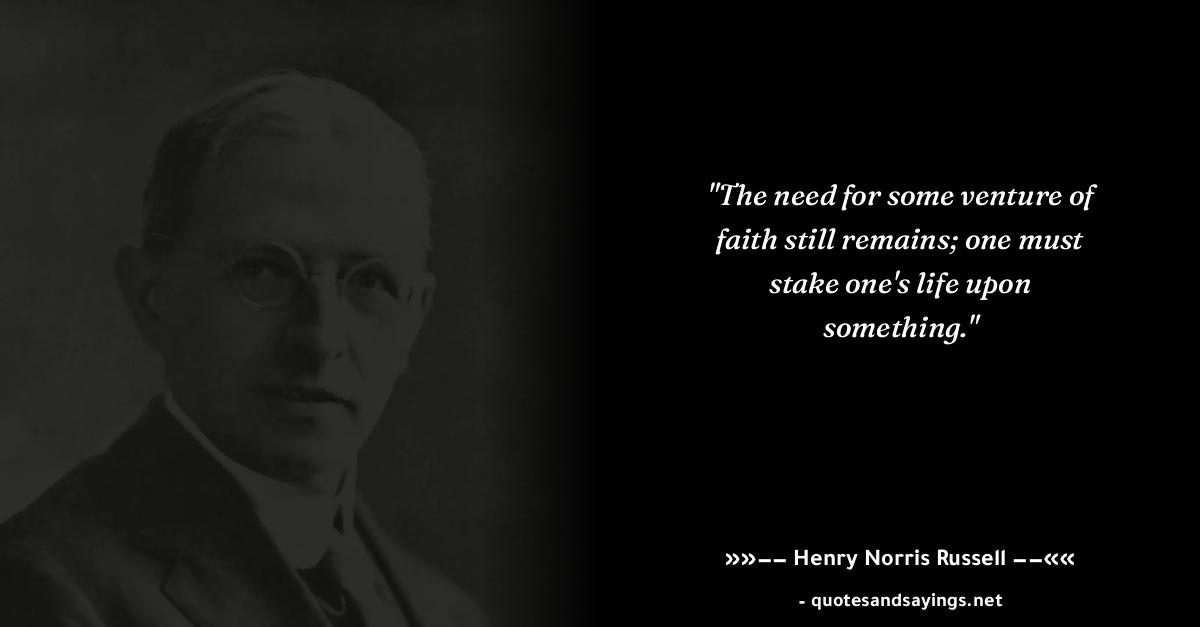 "The need for some venture of
faith still remains; one must
stake one's life upon
something."
»»−− Henry Norris Russell −−««
- quotesandsayings.net